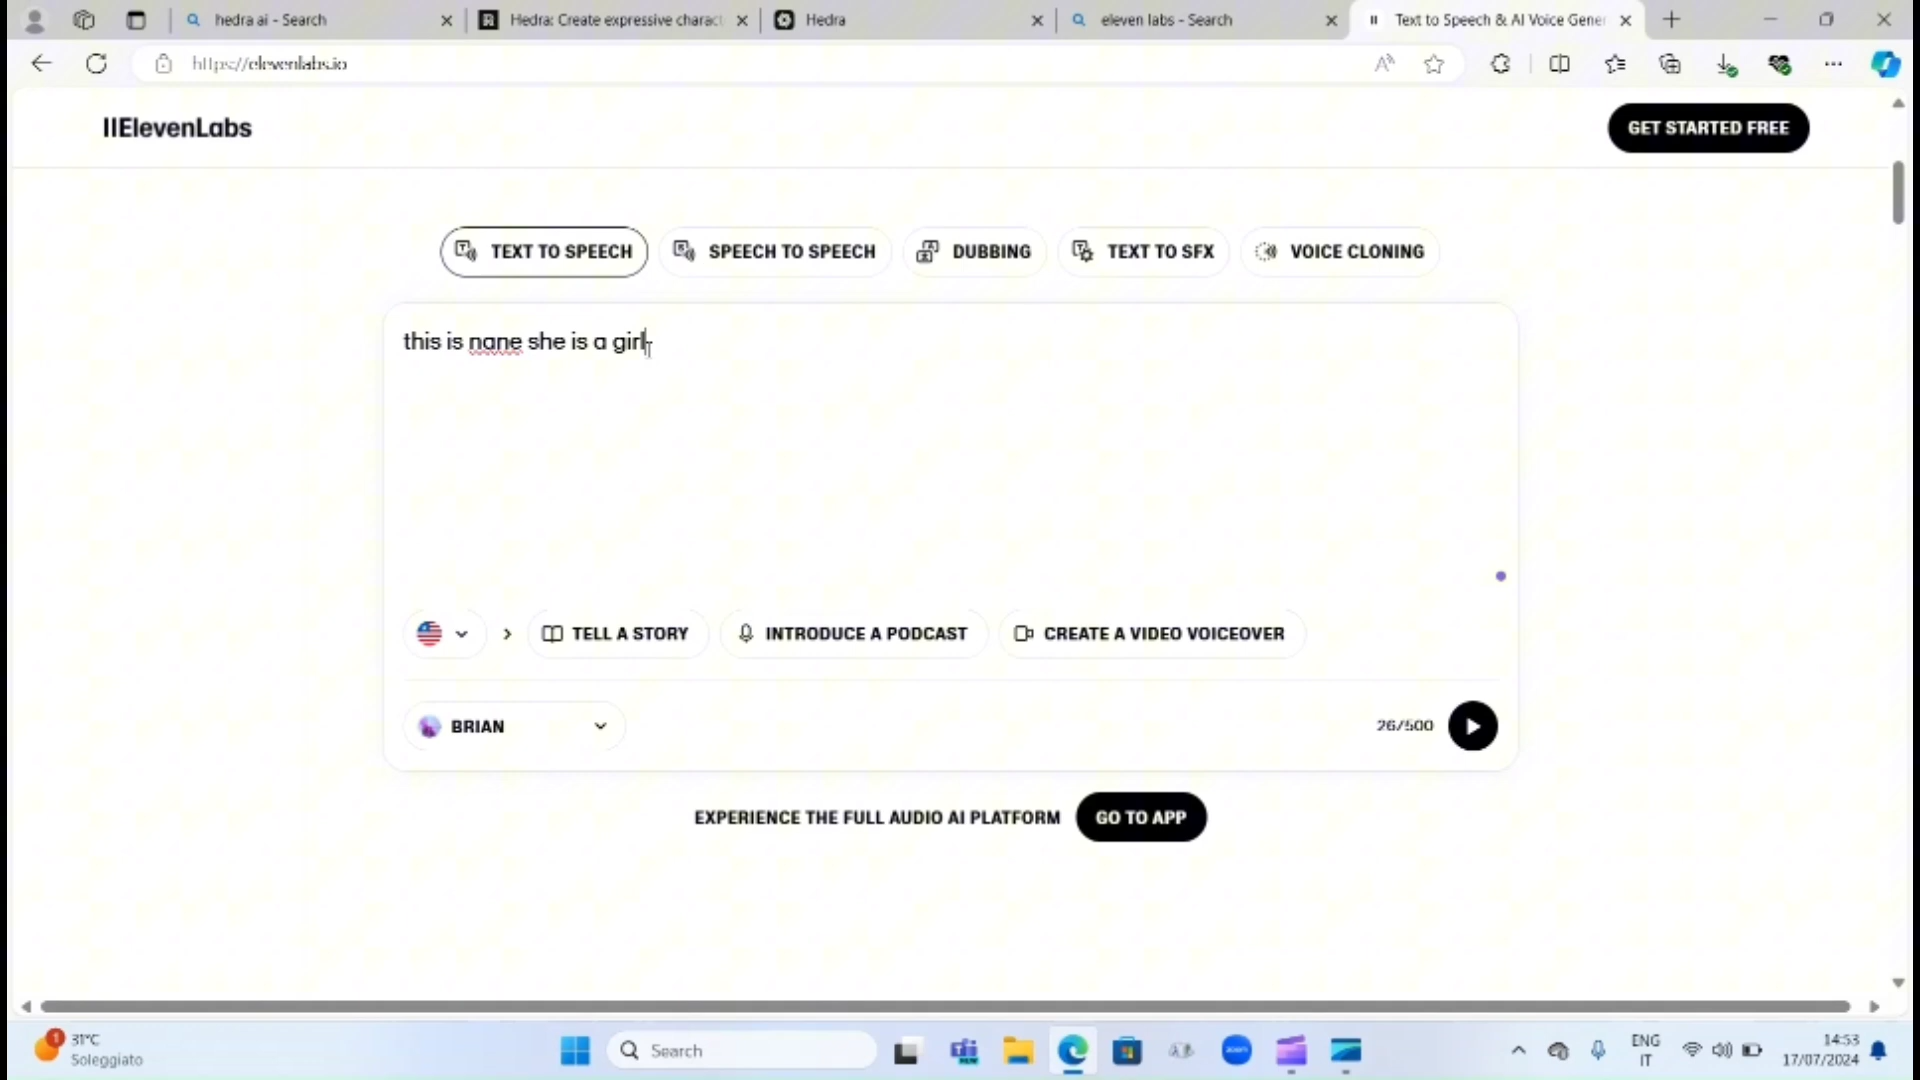 hedra ai - Search
Hedra: Create expressive charact
Hedra
eleven labs - Search
Text to Speech & AI Voice Gener
https://elevenlabs.io
IIElevenLabs
GET STARTED FREE
TEXT TO SPEECH
SPEECH TO SPEECH
DUBBING
TEXT TO SFX
VOICE CLONING
this is nane she is a girl
TELL A STORY
INTRODUCE A PODCAST
CREATE A VIDEO VOICEOVER
BRIAN
26/500
EXPERIENCE THE FULL AUDIO AI PLATFORM
GO TO APP
1
31°C
Soleggiato
Search
zoom
ENG
IT
14:53
17/07/2024